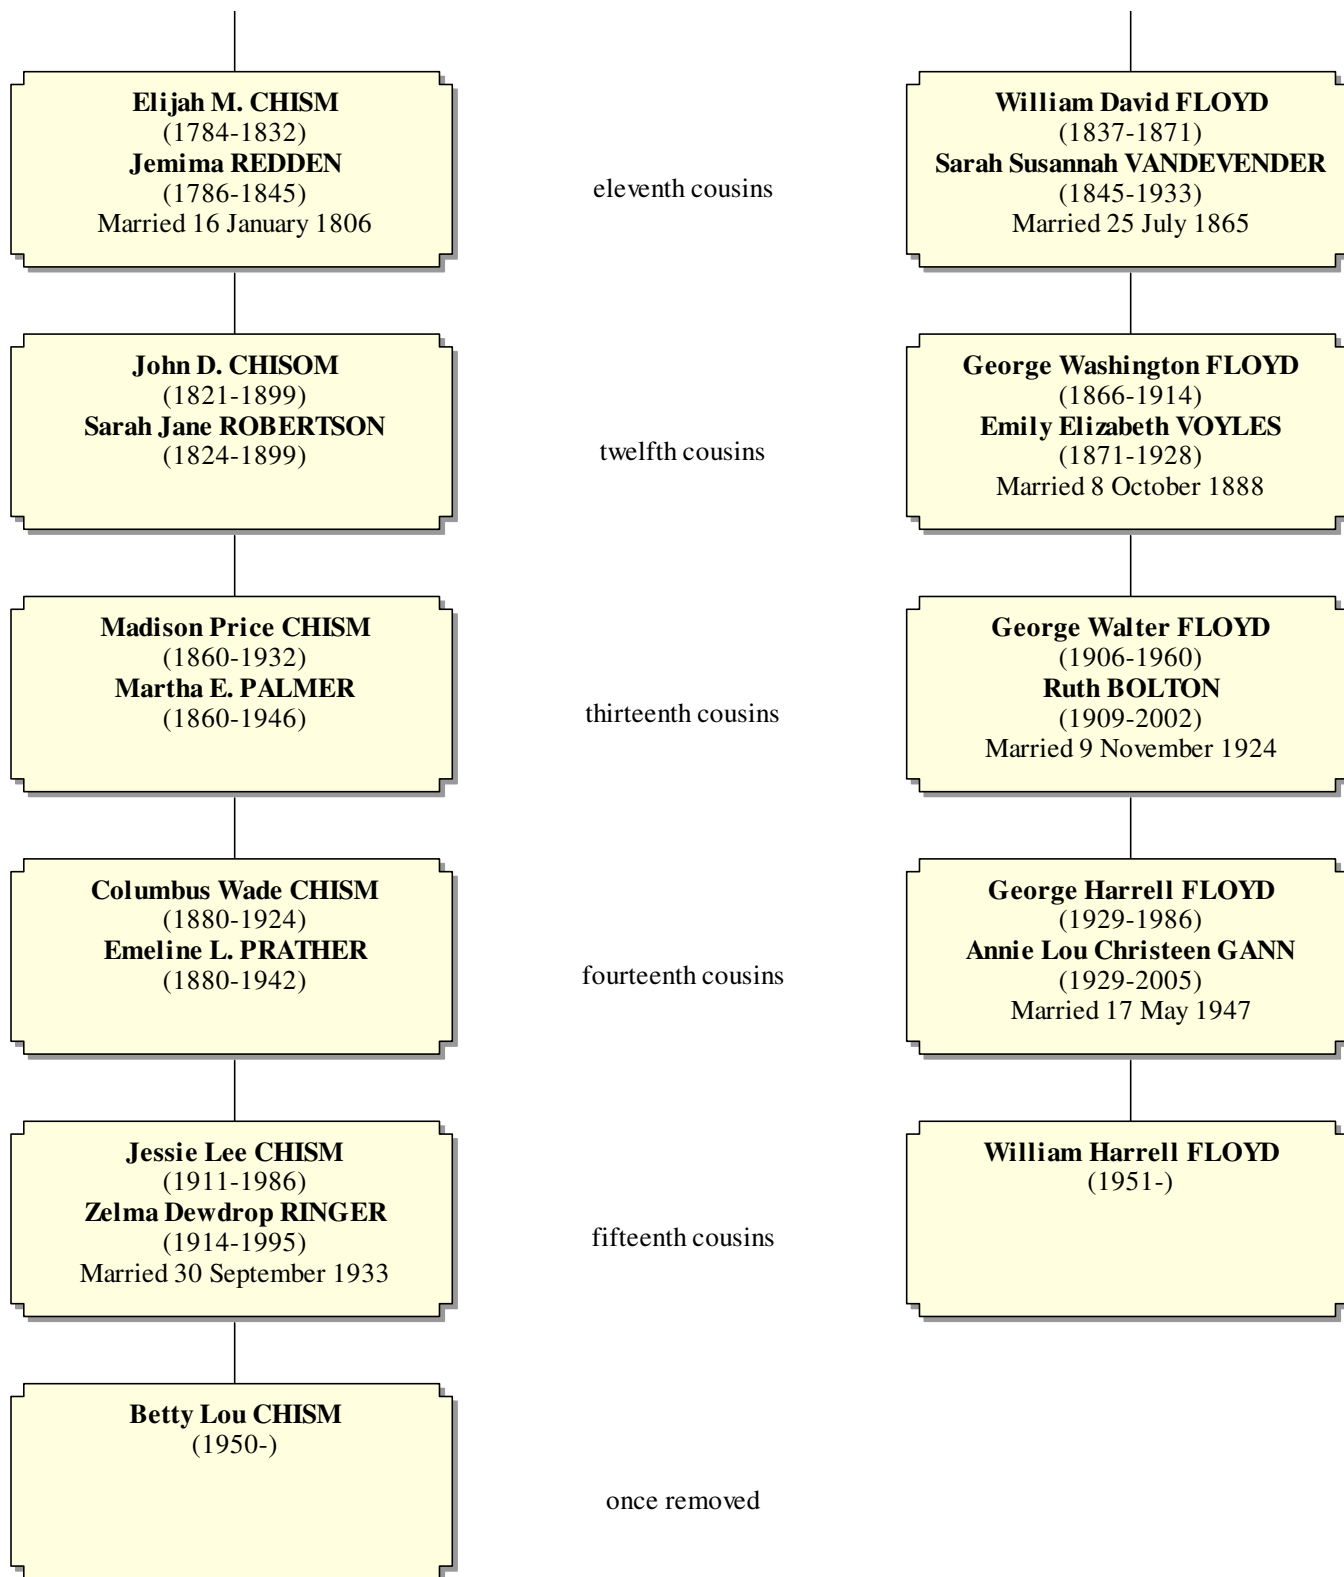 Elijah M. CHISM
(1784-1832)
Jemima REDDEN
(1786-1845)
Married 16 January 1806
eleventh cousins
William David FLOYD
(1837-1871)
Sarah Susannah VANDEVENDER
(1845-1933)
Married 25 July 1865
John D. CHISOM
(1821-1899)
Sarah Jane ROBERTSON
(1824-1899)
twelfth cousins
George Washington FLOYD
(1866-1914)
Emily Elizabeth VOYLES
(1871-1928)
Married 8 October 1888
Madison Price CHISM
(1860-1932)
Martha E. PALMER
(1860-1946)
thirteenth cousins
George Walter FLOYD
(1906-1960)
Ruth BOLTON
(1909-2002)
Married 9 November 1924
Columbus Wade CHISM
(1880-1924)
Emeline L. PRATHER
(1880-1942)
fourteenth cousins
George Harrell FLOYD
(1929-1986)
Annie Lou Christeen GANN
(1929-2005)
Married 17 May 1947
Jessie Lee CHISM
(1911-1986)
Zelma Dewdrop RINGER
(1914-1995)
Married 30 September 1933
fifteenth cousins
William Harrell FLOYD
(1951-)
Betty Lou CHISM
(1950-)
once removed